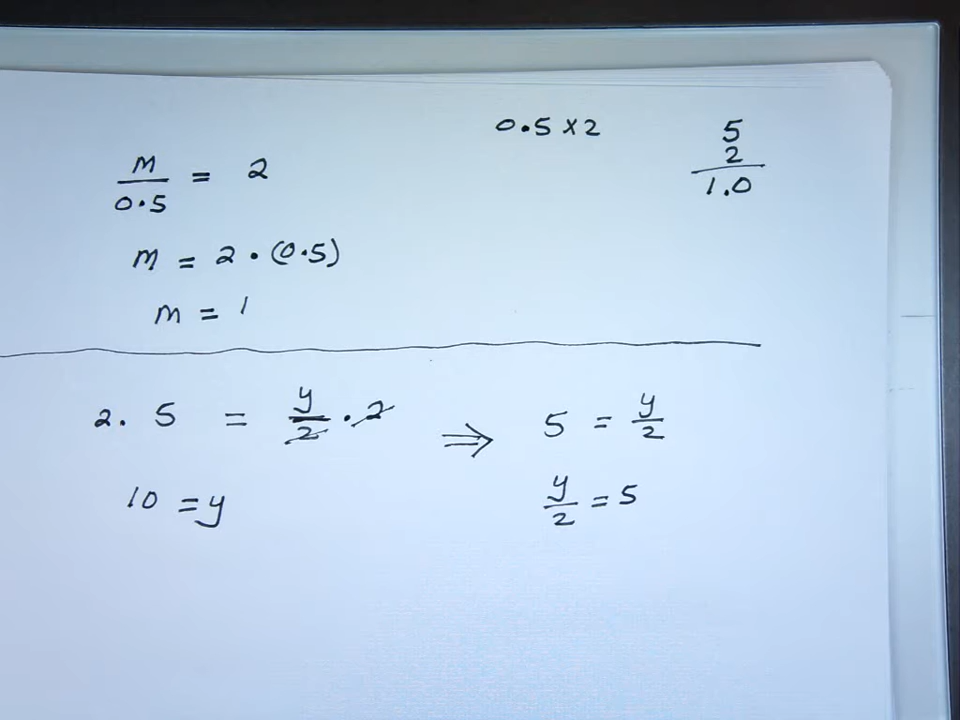 m/0.5 = 2
m = 2 · (0.5)
m = 1
0.5 × 2
5
2
1.0
2. 5 = y/2 · 2
10 = y
⇒ 5 = y/2
y/2 = 5